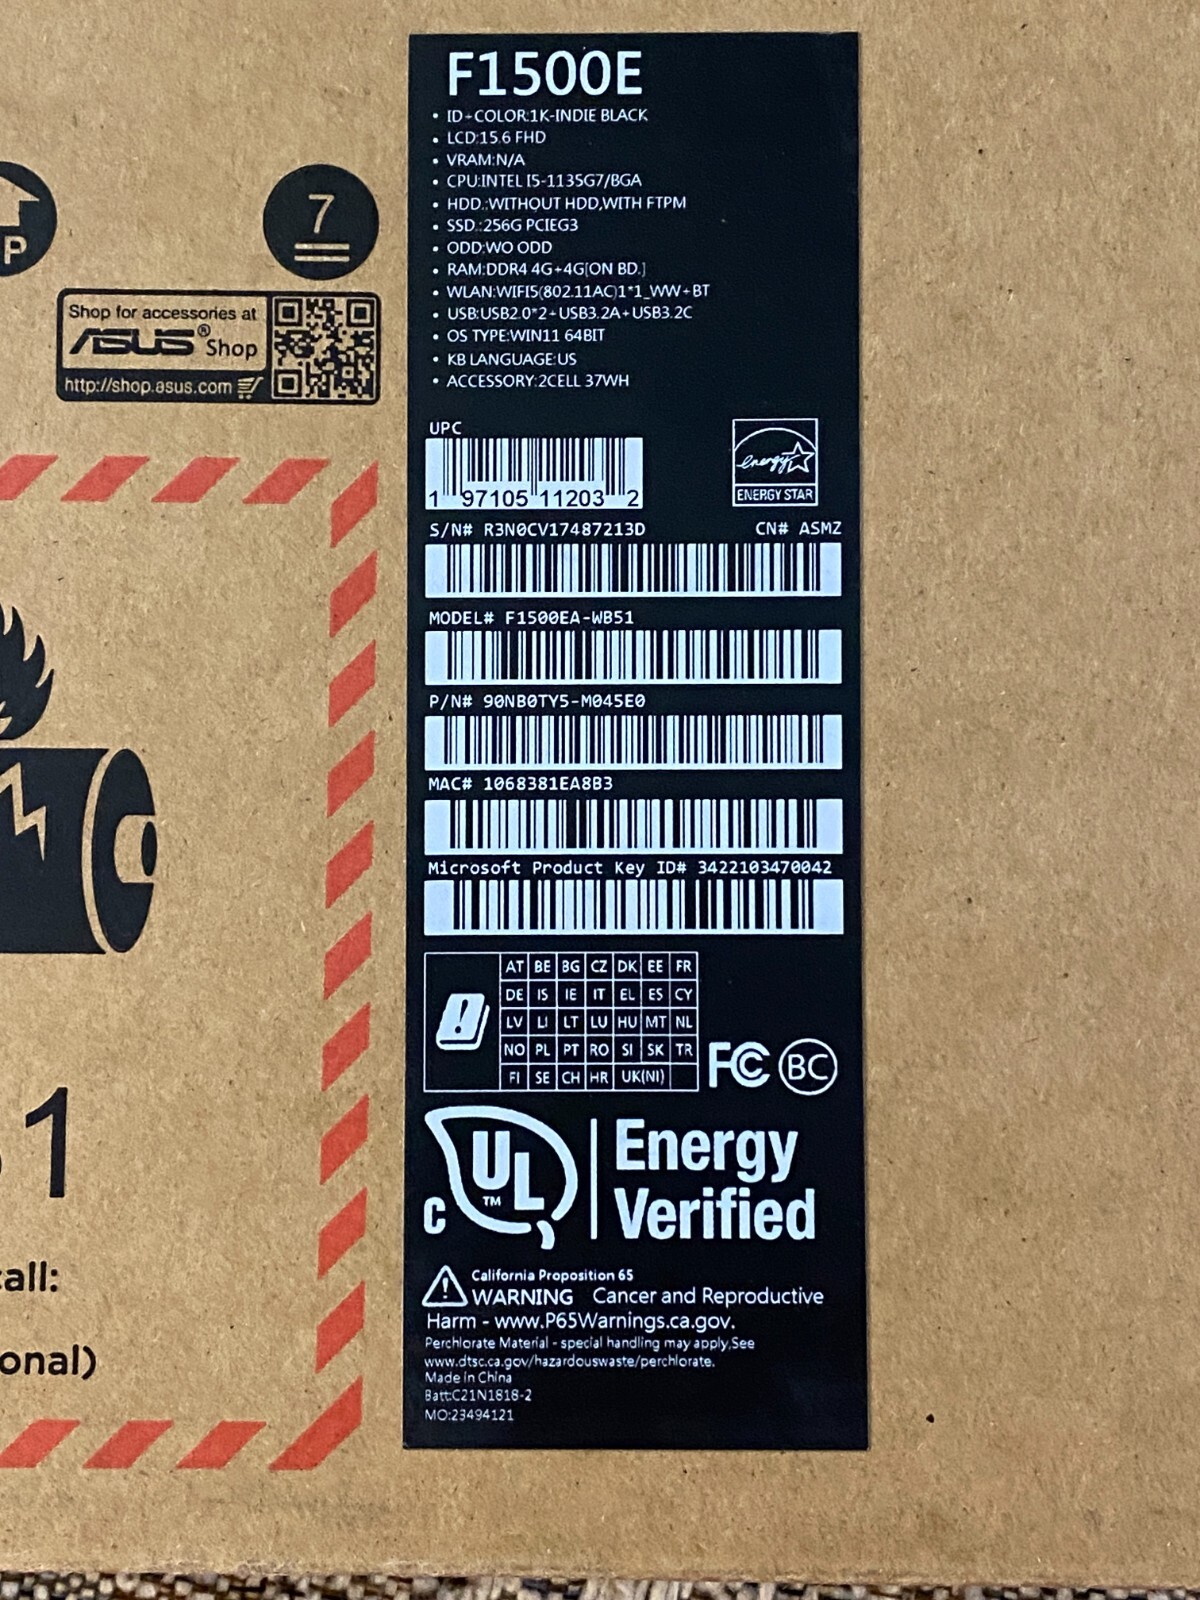 F1500E
• ID+COLOR:1K-INDIE BLACK
• LCD:15.6 FHD
• VRAM:N/A
• CPU:INTEL I5-1135G7/BGA
• HDD.:WITHOUT HDD,WITH FTPM
• SSD.:256G PCIEG3
• ODD:WO ODD
• RAM:DDR4 4G+4G[ON BD.]
• WLAN:WIFI5(802.11AC)1*1_WW+BT
• USB:USB2.0*2+USB3.2A+USB3.2C
• OS TYPE:WIN11 64BIT
• KB LANGUAGE:US
• ACCESSORY:2CELL 37WH
P
7
Shop for accessories at
ASUS® Shop
http://shop.asus.com
UPC
1 97105 11203 2
energy
ENERGY STAR
S/N# R3N0CV17487213D CN# ASMZ
MODEL# F1500EA-WB51
P/N# 90NB0TY5-M045E0
MAC# 1068381EA8B3
Microsoft Product Key ID# 3422103470042
AT BE BG CZ DK EE FR
DE IS IE IT EL ES CY
LV LI LT LU HU MT NL
NO PL PT RO SI SK TR
FI SE CH HR UK(NI)
FC BC
C UL™ Energy
Verified
California Proposition 65
WARNING Cancer and Reproductive
Harm - www.P65Warnings.ca.gov.
Perchlorate Material - special handling may apply,See
www.dtsc.ca.gov/hazardouswaste/perchlorate.
Made in China
Batt:C21N1818-2
MO:23494121
1
all:
onal)